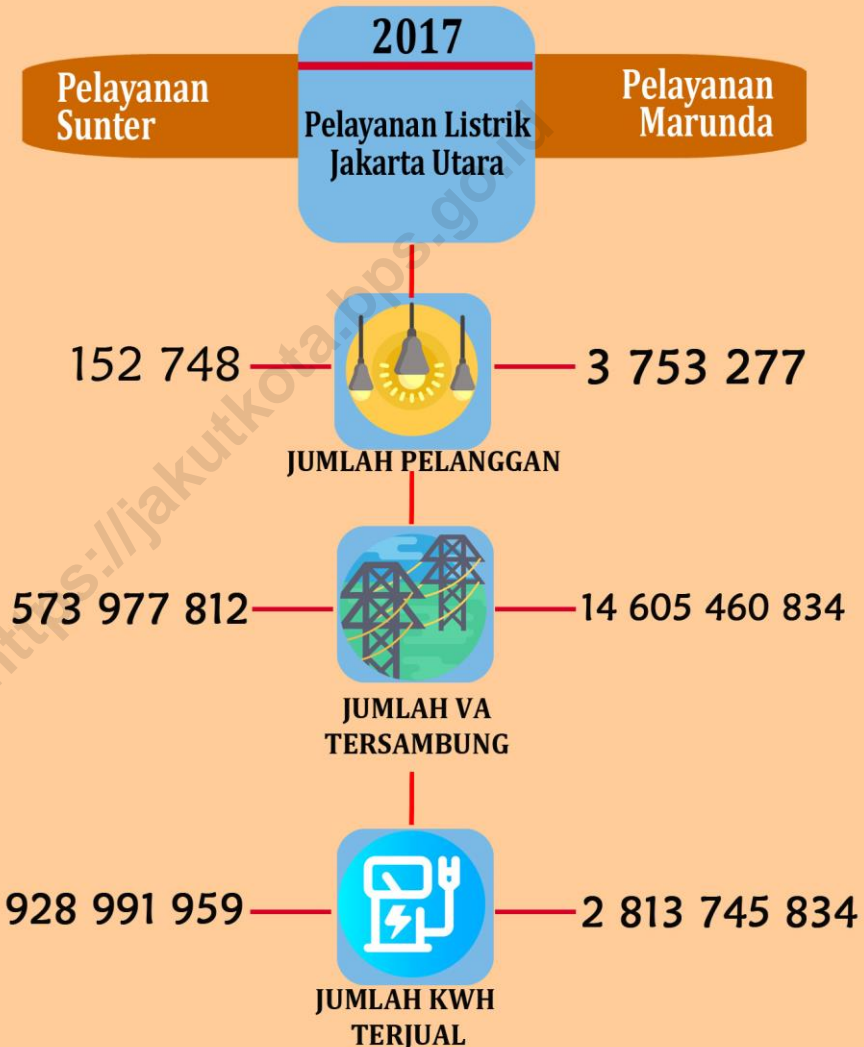 2017
Pelayanan Listrik
Jakarta Utara
Pelayanan
Sunter
Pelayanan
Marunda
152 748
3 753 277
JUMLAH PELANGGAN
573 977 812
14 605 460 834
JUMLAH VA
TERSAMBUNG
928 991 959
2 813 745 834
JUMLAH KWH
TERJUAL
https://jakutkota.bps.go.id